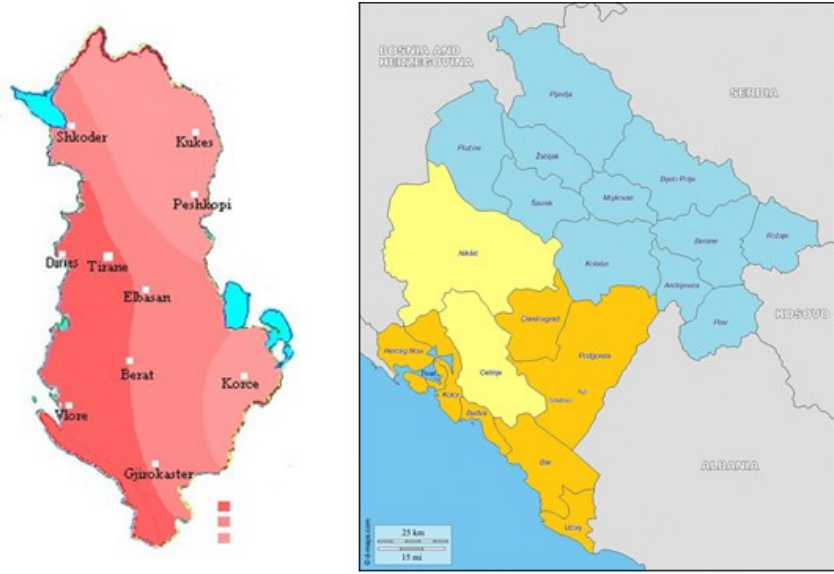 Shkoder
Kukes
Peshkopi
Durres
Tirane
Elbasan
Berat
Korce
Vlore
Gjirokaster
BOSNIA AND
HERZEGOVINA
SERBIA
Pljevlja
Plužine
Žabljak
Bijelo Polje
Šavnik
Mojkovac
Nikšić
Kolašin
Berane
Rožaje
Andrijevica
Plav
KOSOVO
Danilovgrad
Podgorica
Herceg Novi
Tivat
Kotor
Cetinje
Budva
Bar
ALBANIA
Ulcinj
25 km
15 mi
© d-maps.com